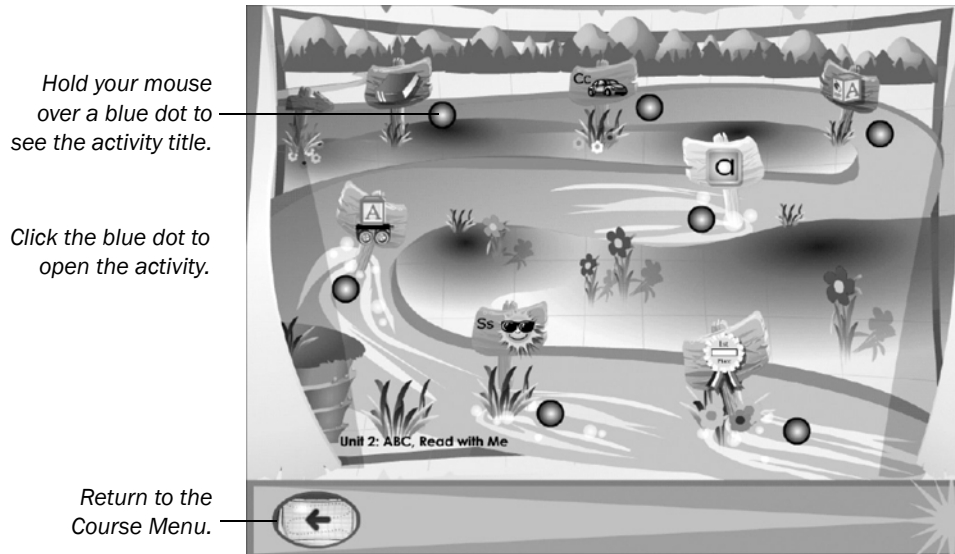 Hold your mouse
over a blue dot to
see the activity title.
Cc
A
a
A
Click the blue dot to
open the activity.
Ss
Unit 2: ABC, Read with Me
Return to the
Course Menu.